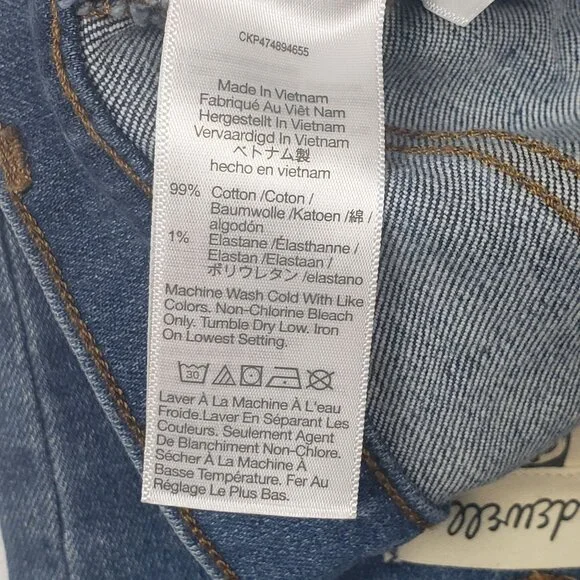 CKP474894655
Made In Vietnam
Fabriqué Au Viêt Nam
Hergestellt In Vietnam
Vervaardigd In Vietnam
ベトナム製
hecho en vietnam
99% Cotton /Coton /
Baumwolle /Katoen /綿 /
algodón
1% Elastane /Élasthanne /
Elastan /Elastaan /
ポリウレタン /elastano
Machine Wash Cold With Like
Colors. Non-Chlorine Bleach
Only. Tumble Dry Low. Iron
On Lowest Setting.
30
Laver À La Machine À L'eau
Froide.Laver En Séparant Les
Couleurs. Seulement Agent
De Blanchiment Non-Chlore.
Sécher À La Machine À
Basse Température. Fer Au
Réglage Le Plus Bas.
dewell